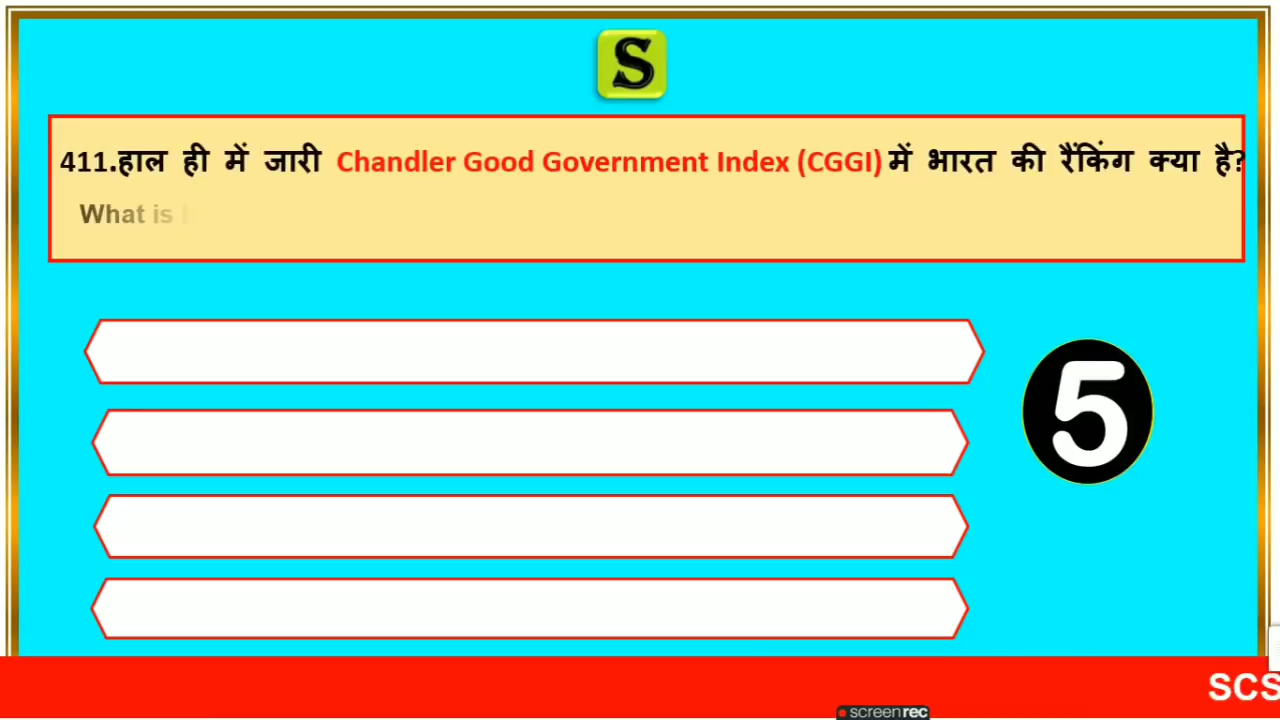 S
411.हाल ही में जारी Chandler Good Government Index (CGGI) में भारत की रैंकिंग क्या है?
What is
5
SCS
screenrec